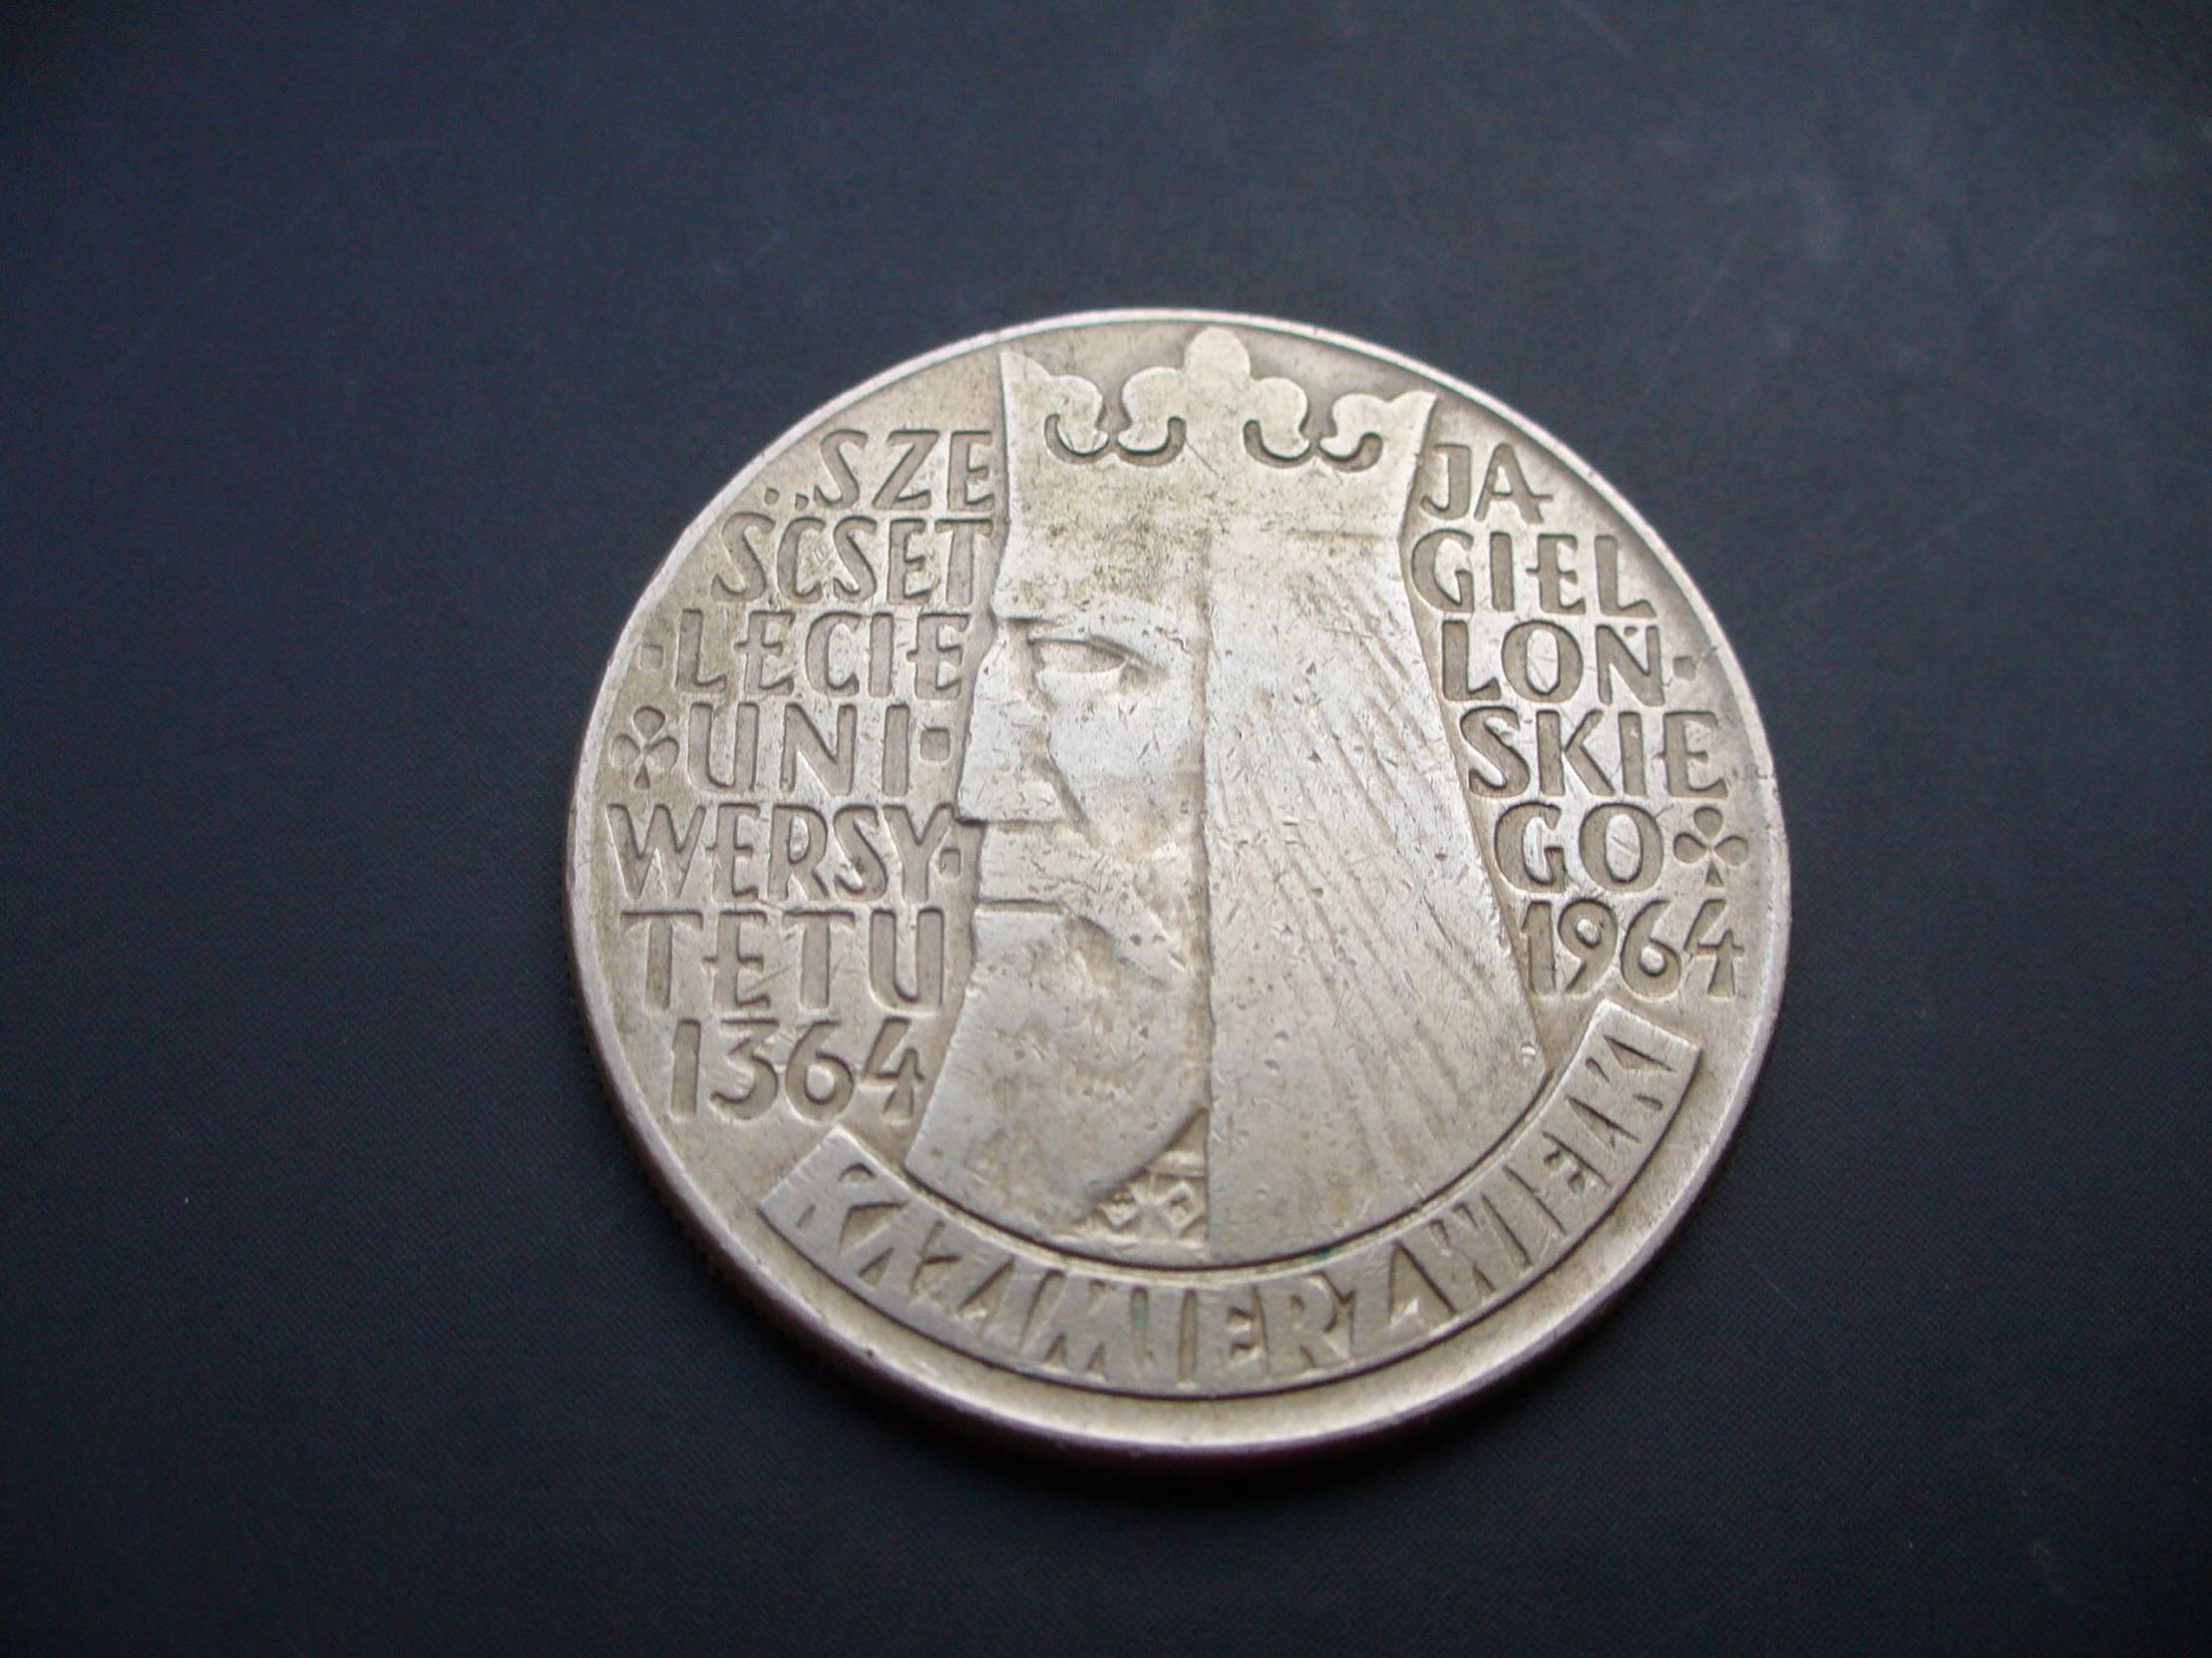 SZE
ŚĆSET
LECIE
UNI
WERSY
TETU
1364
JA
GIEL
LOŃ
SKIE
GO
1964
KAZIMIERZ WIELKI